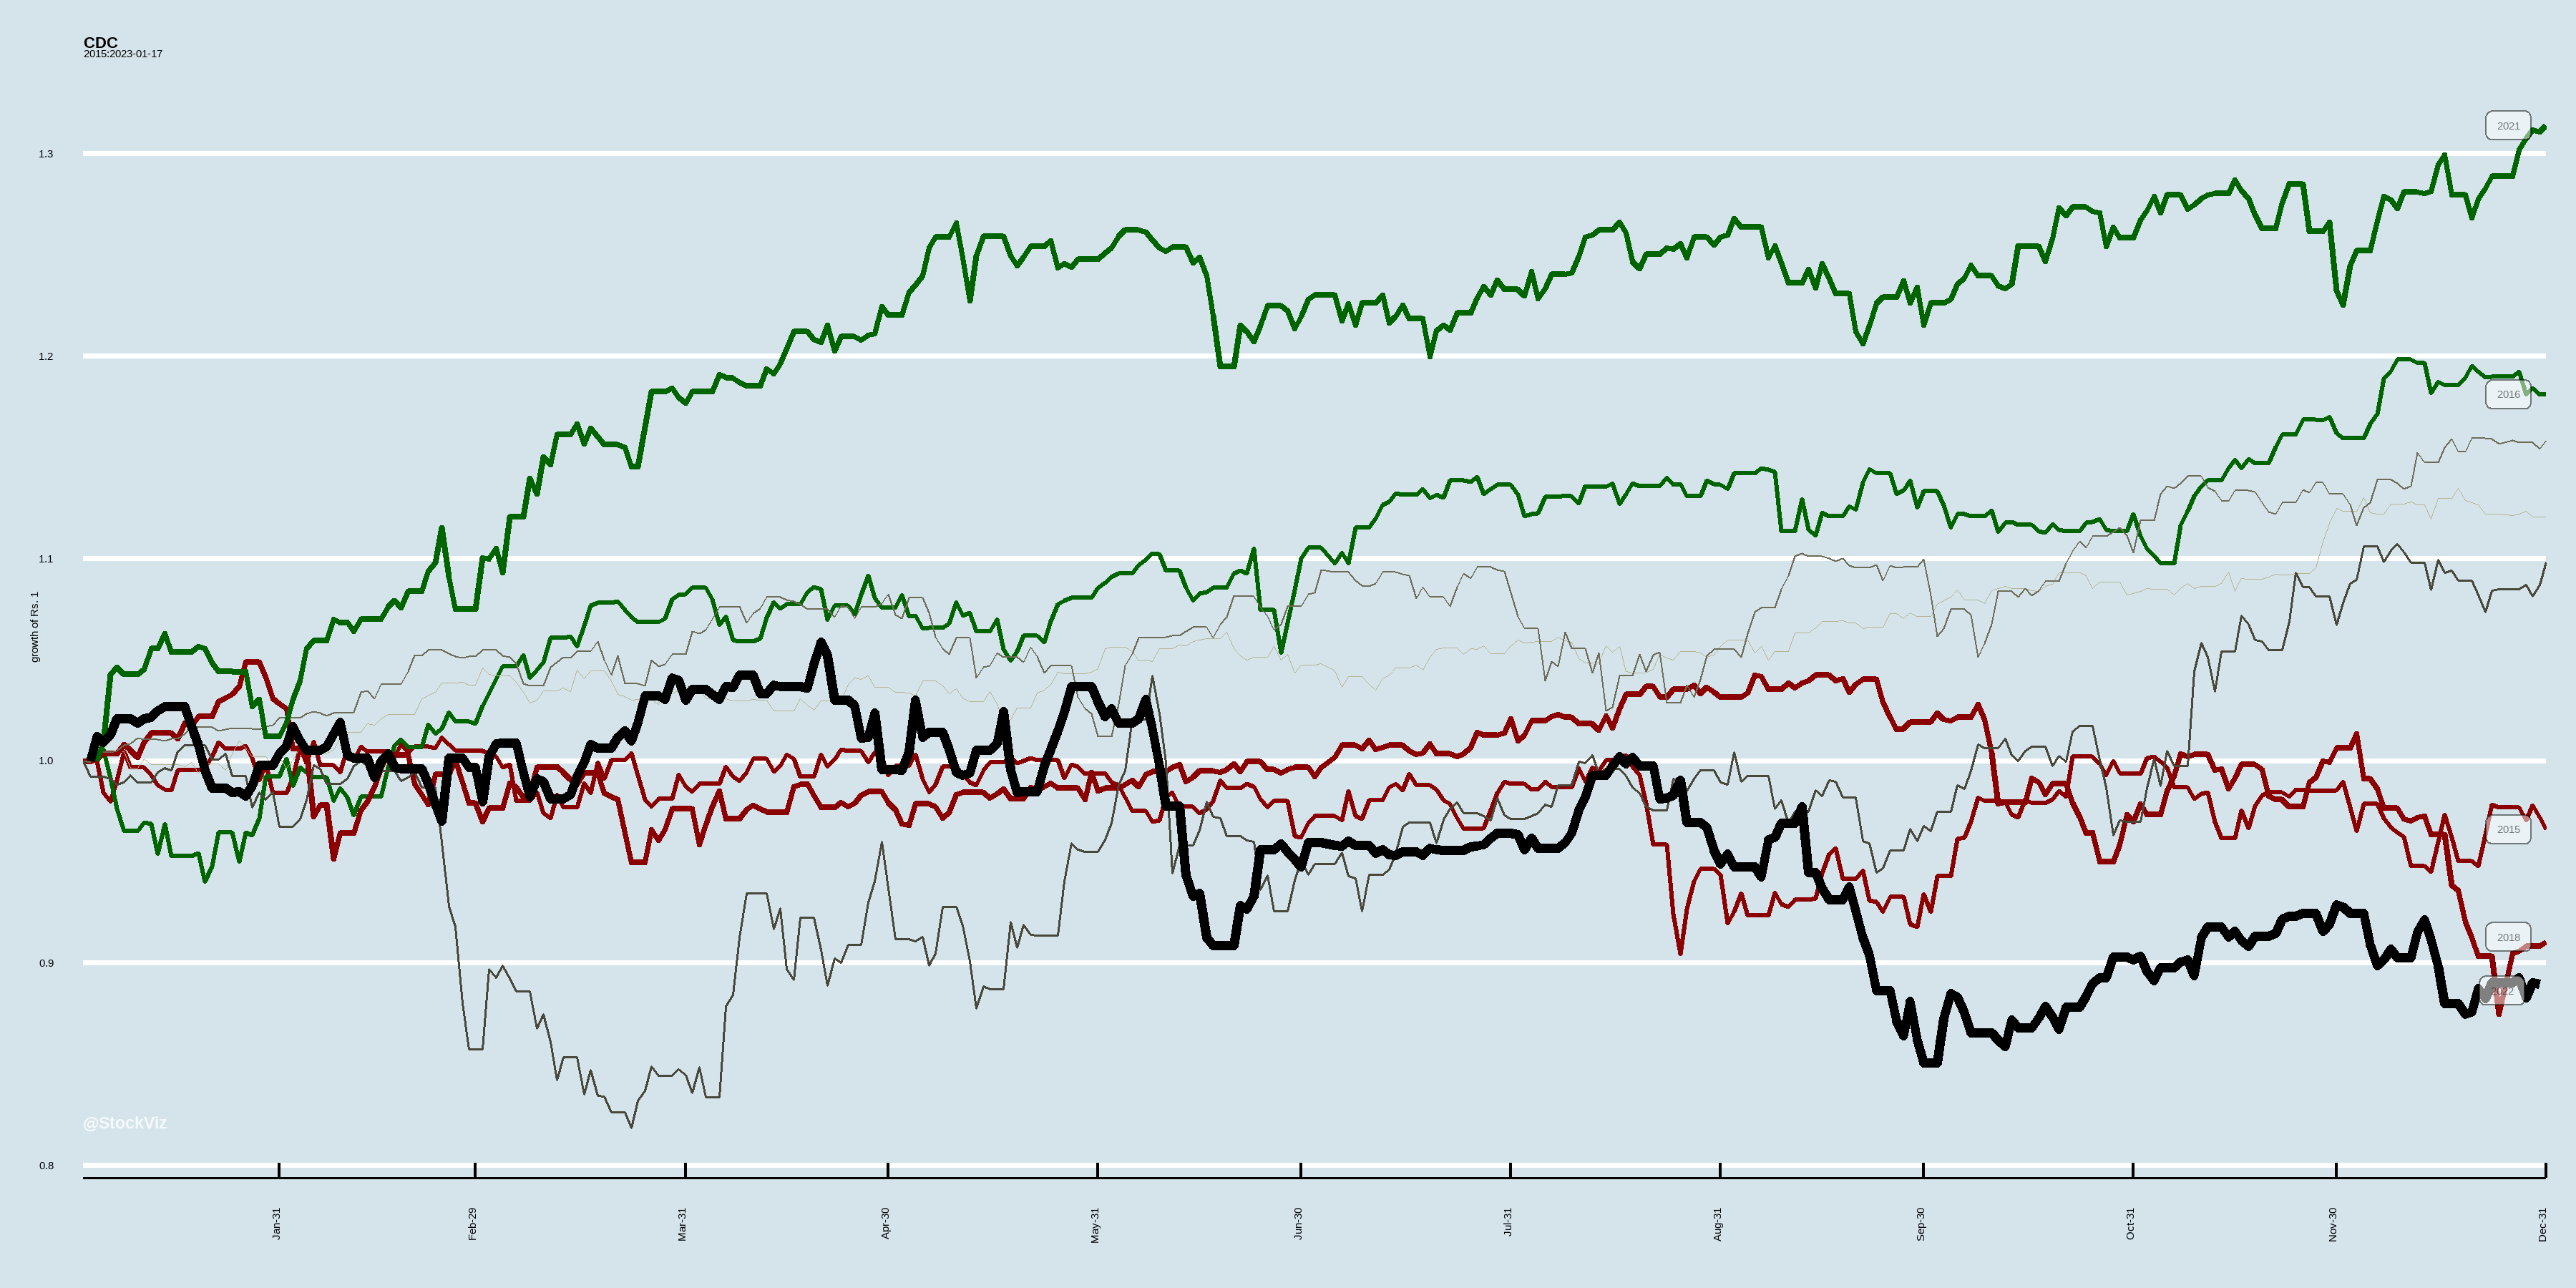 CDC
2015:2023-01-17
2021
1.3
1.2
2016
1.1
growth of Rs. 1
1.0
2015
2018
0.9
2022
@StockViz
0.8
Jan-31
Feb-29
Mar-31
Apr-30
May-31
Jun-30
Jul-31
Aug-31
Sep-30
Oct-31
Nov-30
Dec-31